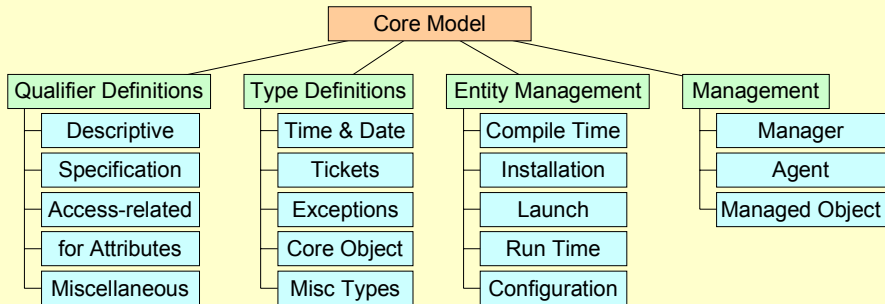 Core Model
Qualifier Definitions
Descriptive
Specification
Access-related
for Attributes
Miscellaneous
Type Definitions
Time & Date
Tickets
Exceptions
Core Object
Misc Types
Entity Management
Compile Time
Installation
Launch
Run Time
Configuration
Management
Manager
Agent
Managed Object